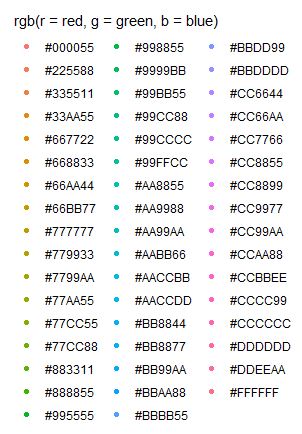 rgb(r = red, g = green, b = blue)
#000055
#225588
#335511
#33AA55
#667722
#668833
#66AA44
#66BB77
#777777
#779933
#7799AA
#77AA55
#77CC55
#77CC88
#883311
#888855
#995555
#998855
#9999BB
#99BB55
#99CC88
#99CCCC
#99FFCC
#AA8855
#AA9988
#AA99AA
#AABB66
#AACCBB
#AACCDD
#BB8844
#BB8877
#BB99AA
#BBAA88
#BBBB55
#BBDD99
#BBDDDD
#CC6644
#CC66AA
#CC7766
#CC8855
#CC8899
#CC9977
#CC99AA
#CCAA88
#CCBBEE
#CCCC99
#CCCCCC
#DDDDDD
#DDEEAA
#FFFFFF